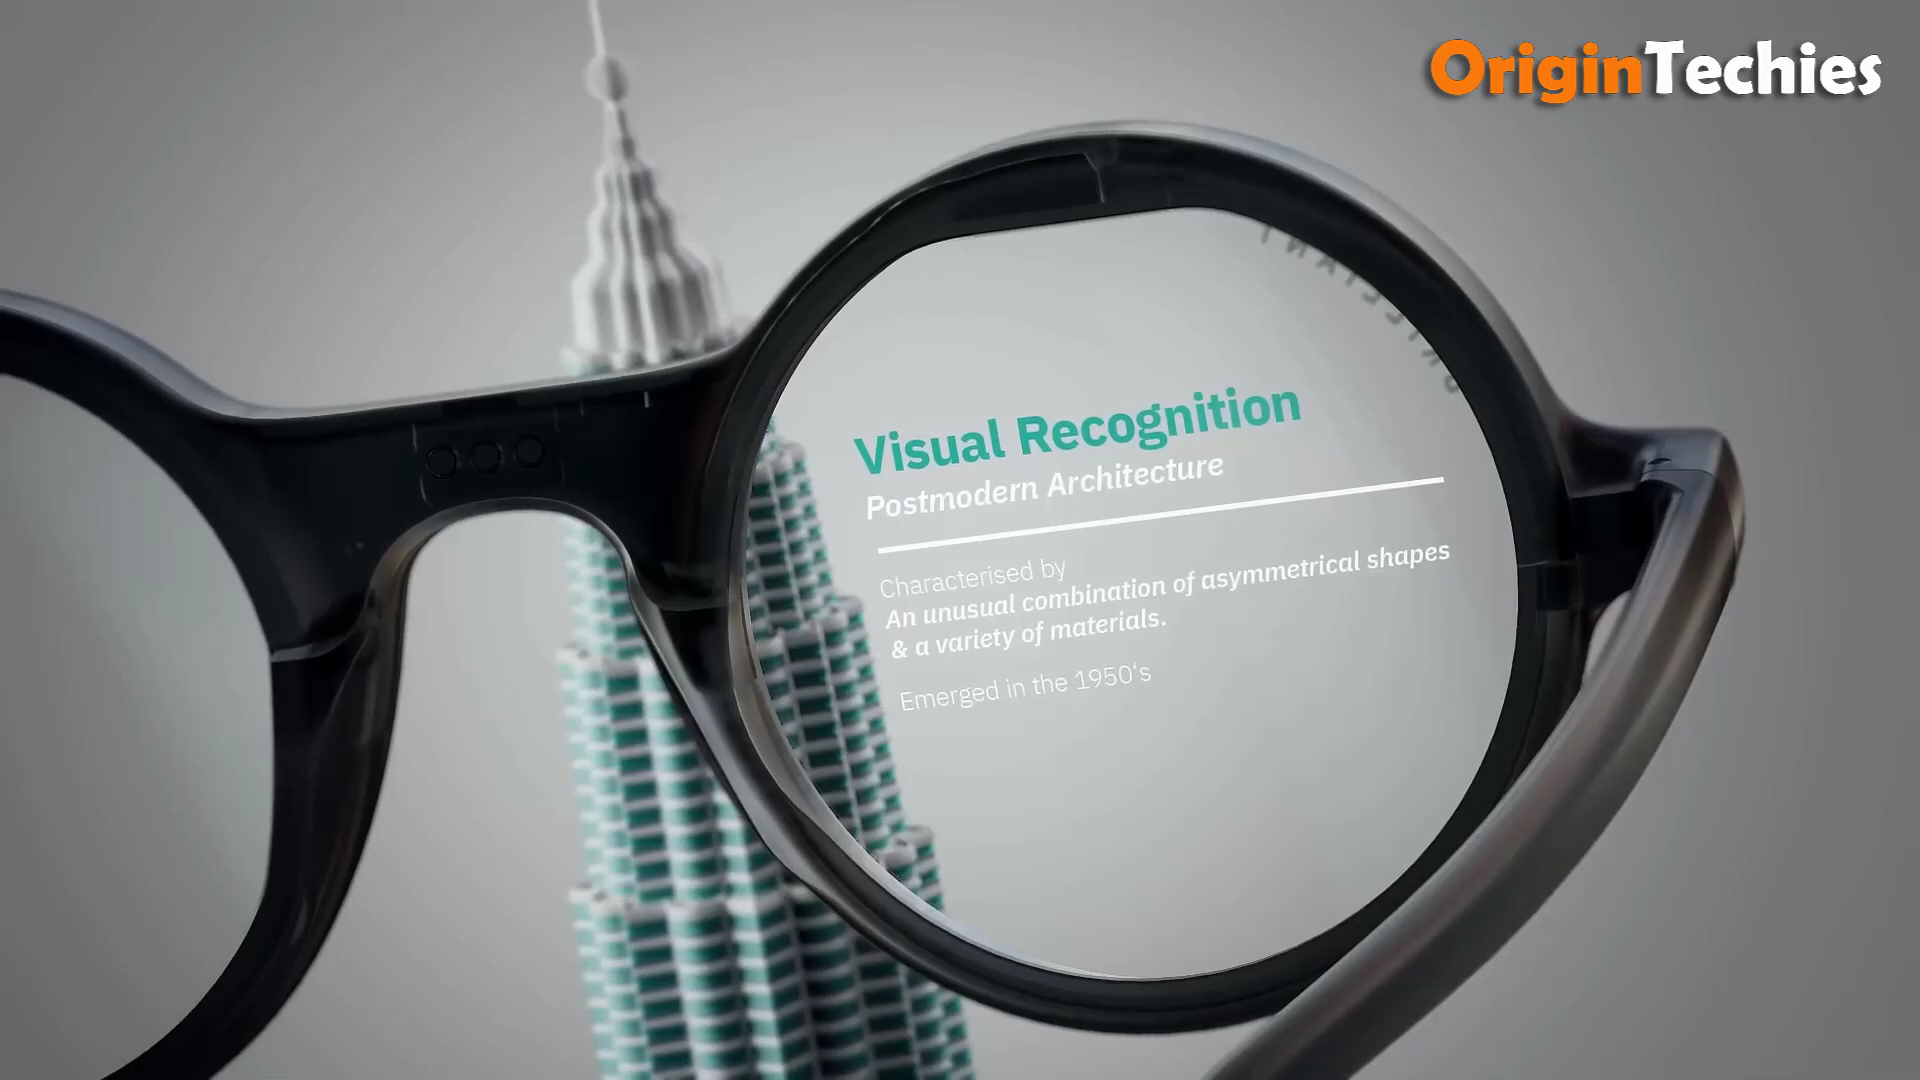 OriginTechies
Visual Recognition
Postmodern Architecture
Characterised by
An unusual combination of asymmetrical shapes
& a variety of materials.
Emerged in the 1950's